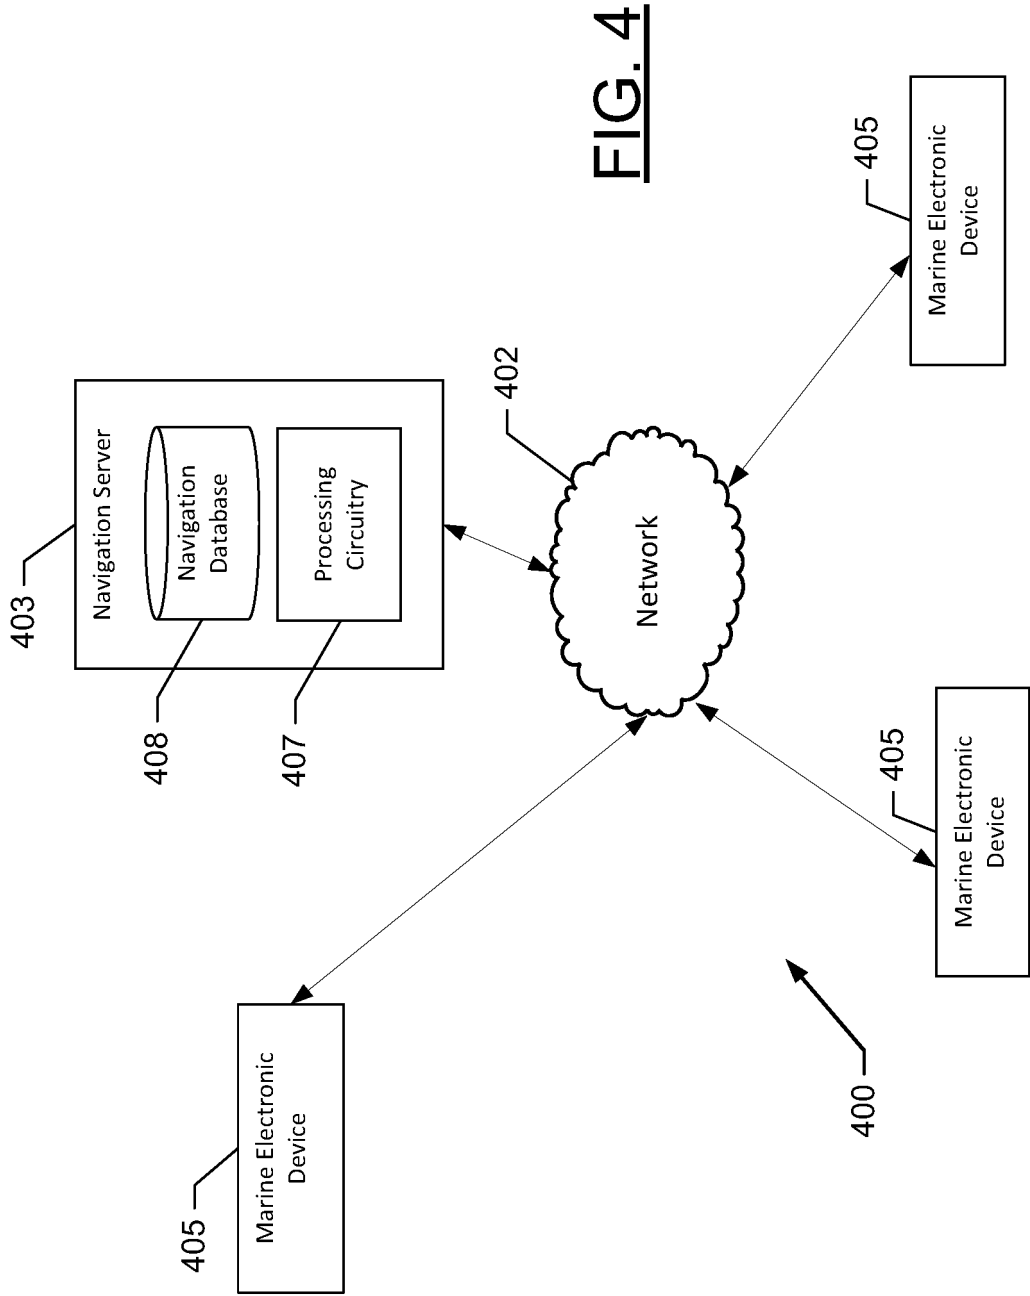 403
Navigation Server
408
Navigation
Database
407
Processing
Circuitry
402
Network
405
Marine Electronic
Device
405
Marine Electronic
Device
405
Marine Electronic
Device
400
FIG. 4